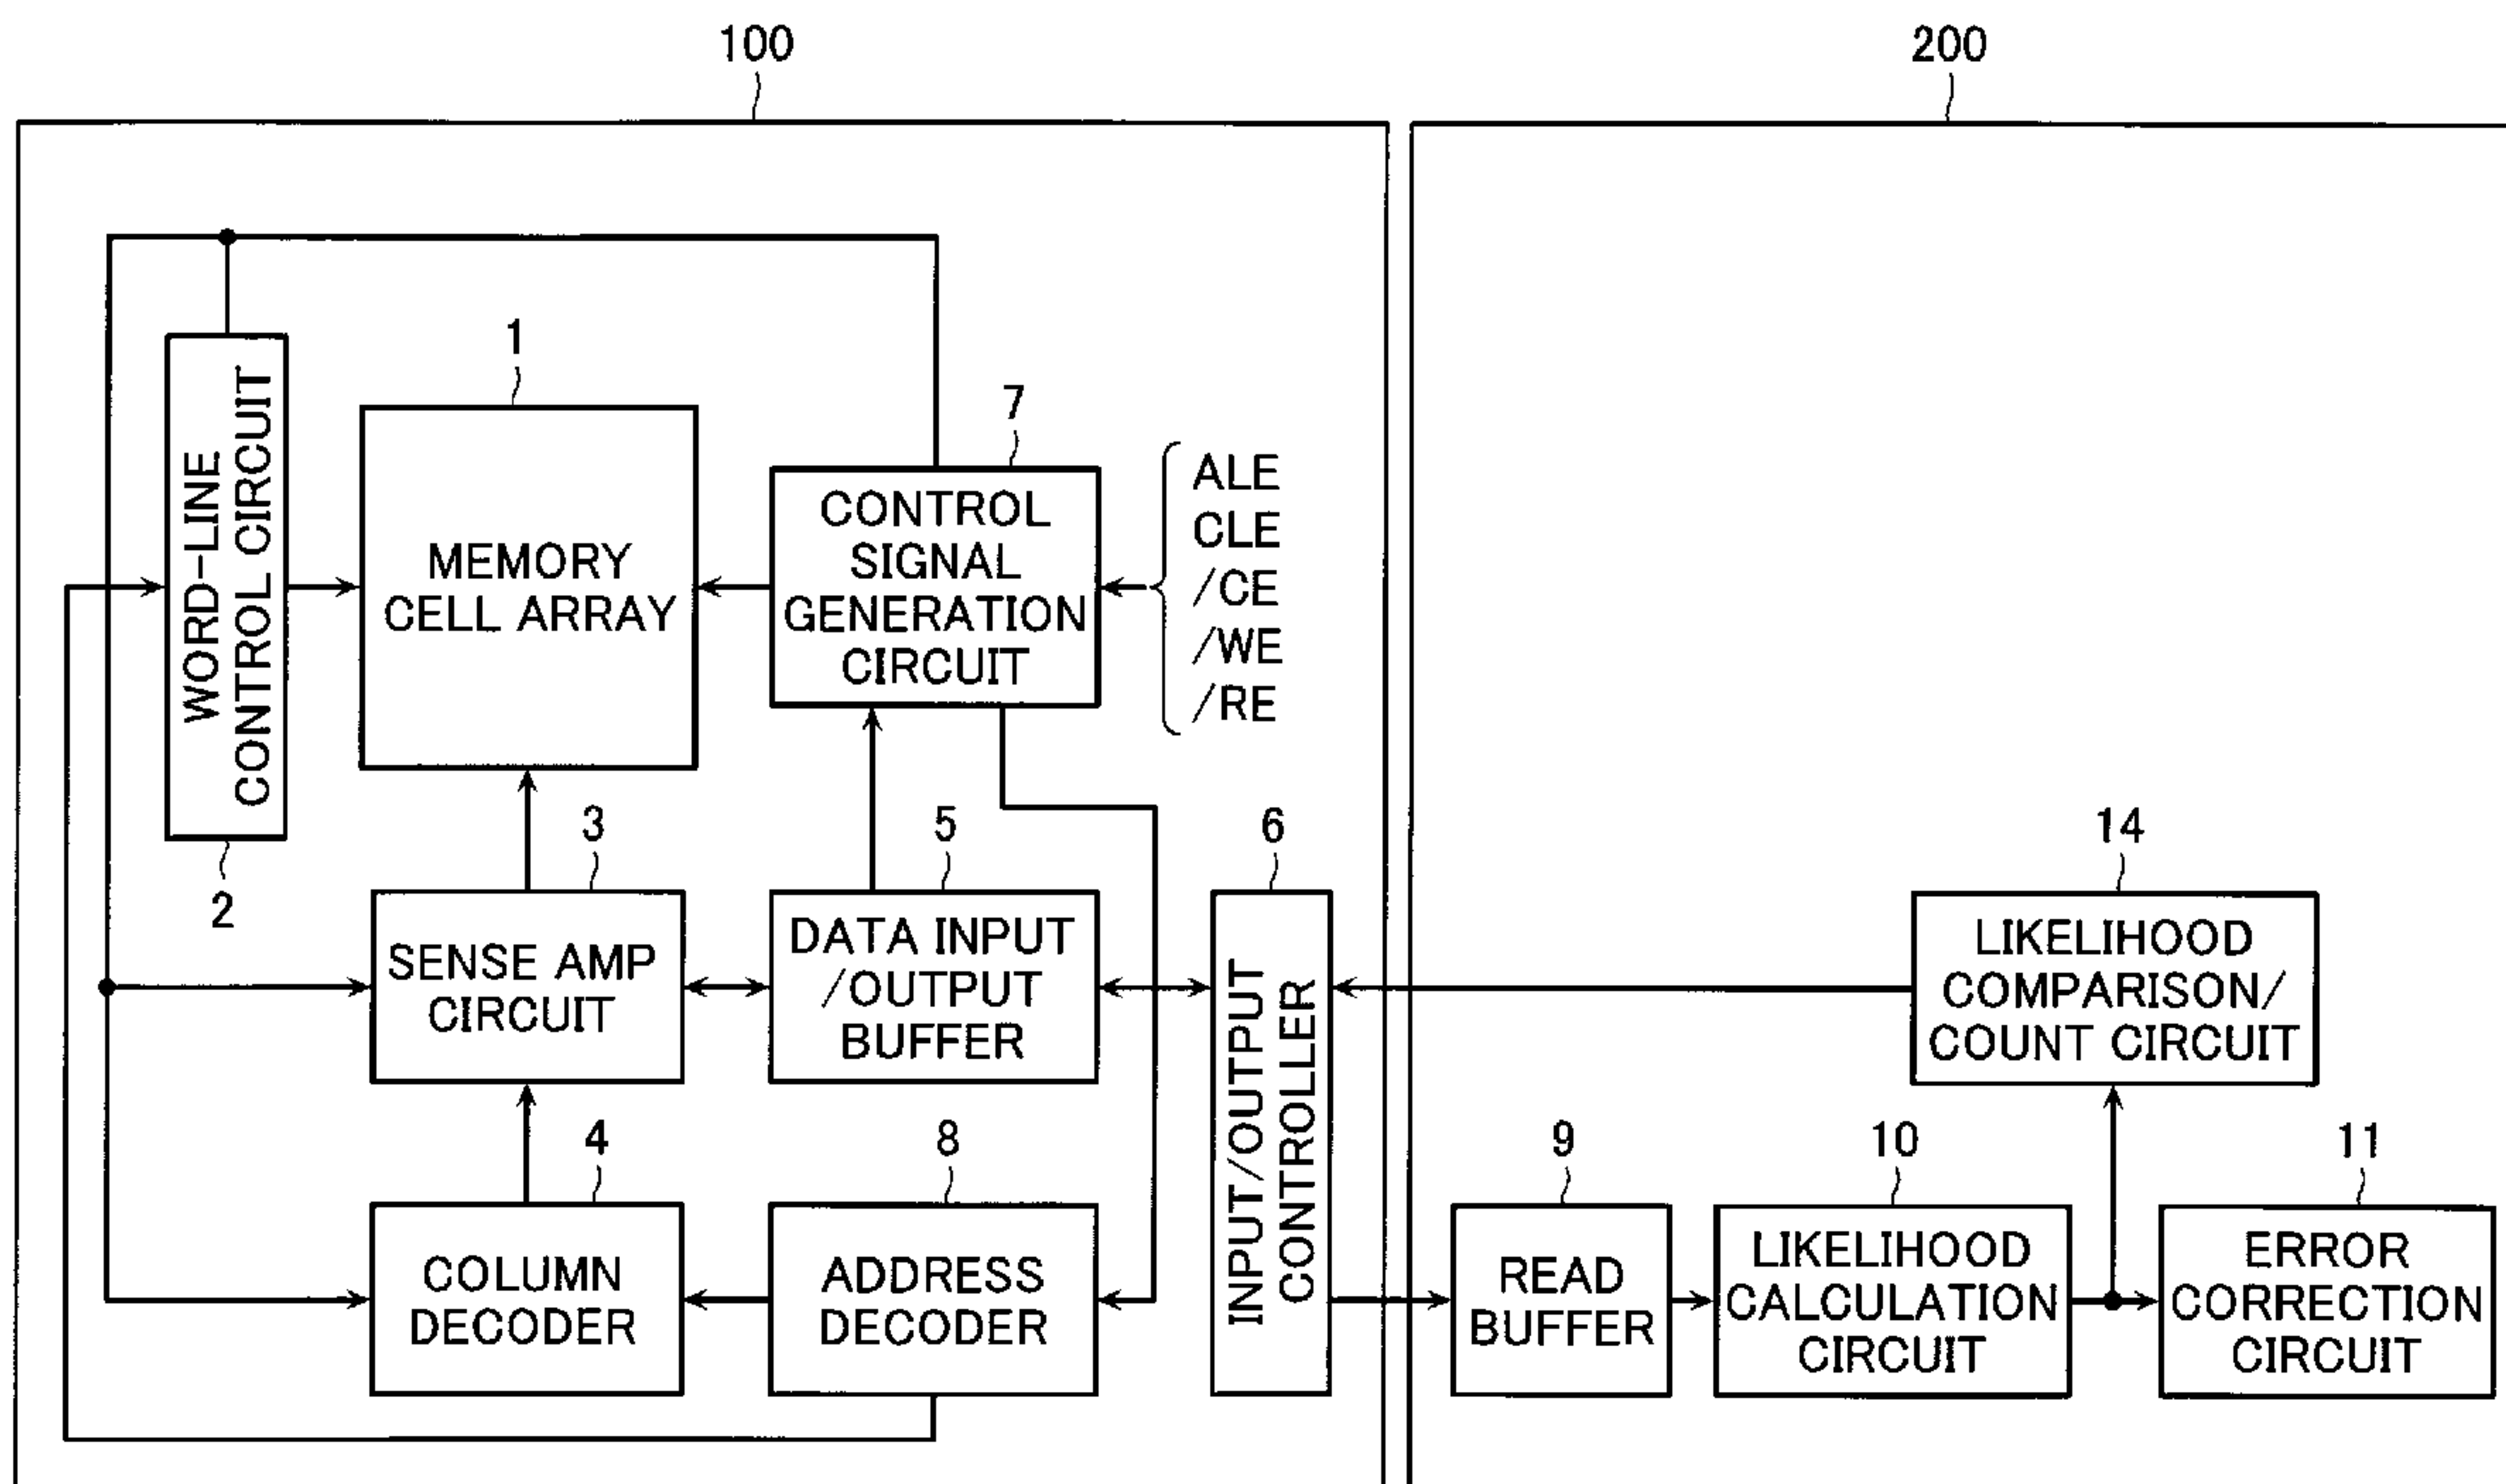 100
200
1
7
WORD-LINE
CONTROL CIRCUIT
MEMORY
CELL ARRAY
CONTROL
SIGNAL
GENERATION
CIRCUIT
ALE
CLE
/CE
/WE
/RE
2
3
5
6
14
SENSE AMP
CIRCUIT
DATA INPUT
/OUTPUT
BUFFER
INPUT/OUTPUT
CONTROLLER
LIKELIHOOD
COMPARISON/
COUNT CIRCUIT
4
8
9
10
11
COLUMN
DECODER
ADDRESS
DECODER
READ
BUFFER
LIKELIHOOD
CALCULATION
CIRCUIT
ERROR
CORRECTION
CIRCUIT